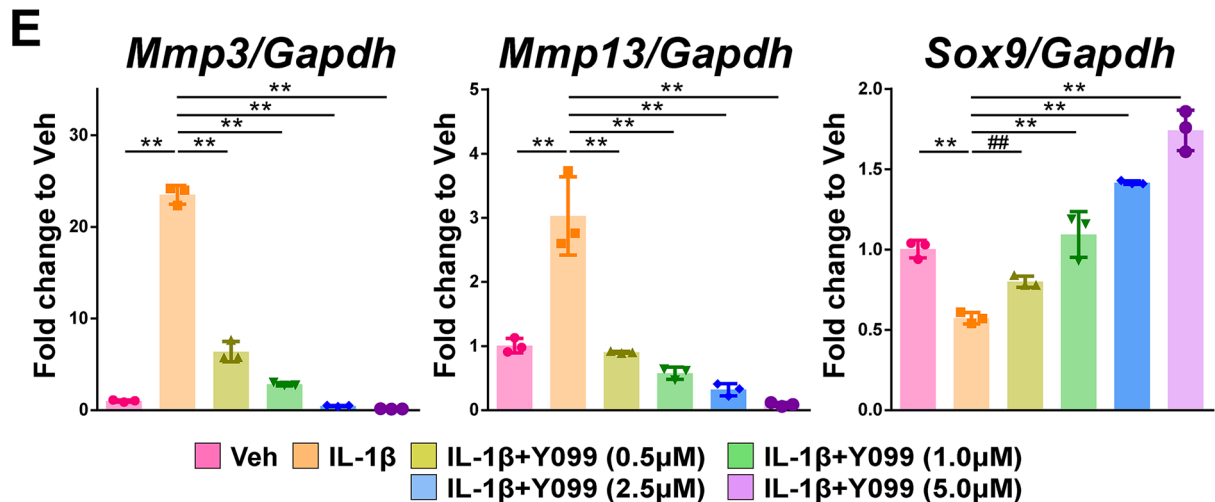 E
Mmp3/Gapdh
Mmp13/Gapdh
Sox9/Gapdh
Fold change to Veh
30
20
10
0
**
**
**
**
**
Fold change to Veh
5
4
3
2
1
0
**
**
**
**
**
Fold change to Veh
2.0
1.5
1.0
0.5
0.0
**
**
**
**
##
Veh
IL-1β
IL-1β+Y099 (0.5μM)
IL-1β+Y099 (1.0μM)
IL-1β+Y099 (2.5μM)
IL-1β+Y099 (5.0μM)